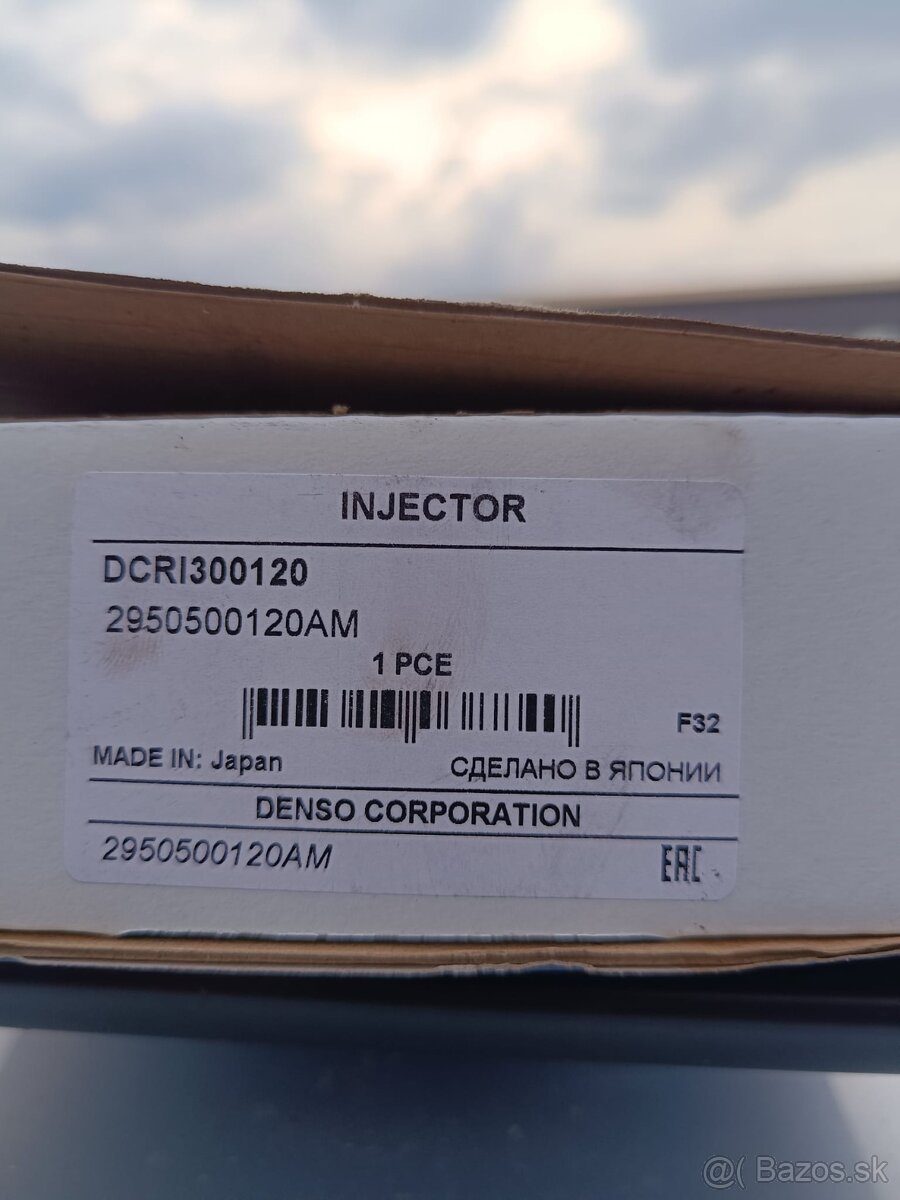 INJECTOR
DCRI300120
2950500120AM
1 PCE
F32
MADE IN: Japan СДЕЛАНО В ЯПОНИИ
DENSO CORPORATION
2950500120AM EAC
@( Bazos.sk